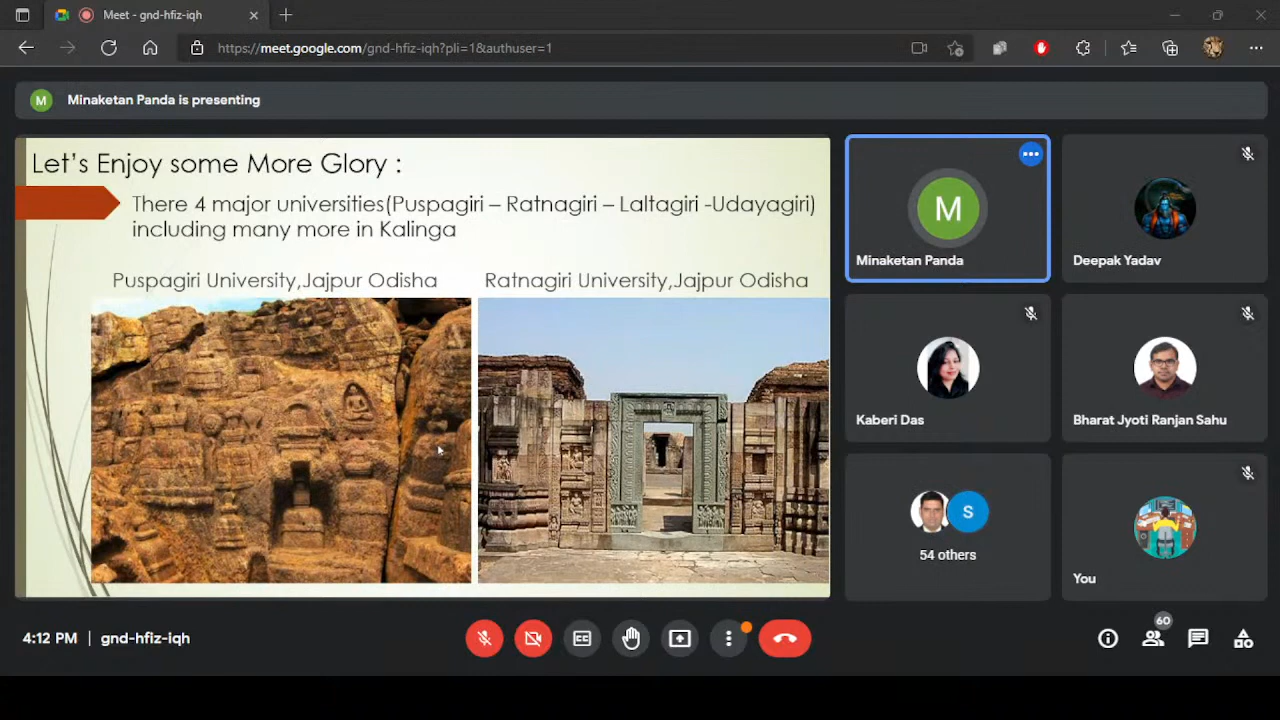 Meet - gnd-hfiz-iqh
https://meet.google.com/gnd-hfiz-iqh?pli=1&authuser=1
M
Minaketan Panda is presenting
Let's Enjoy some More Glory :
There 4 major universities(Puspagiri – Ratnagiri – Laltagiri -Udayagiri)
including many more in Kalinga
Puspagiri University,Jajpur Odisha
Ratnagiri University,Jajpur Odisha
M
Minaketan Panda
Deepak Yadav
Kaberi Das
Bharat Jyoti Ranjan Sahu
S
54 others
You
4:12 PM | gnd-hfiz-iqh
CC
60